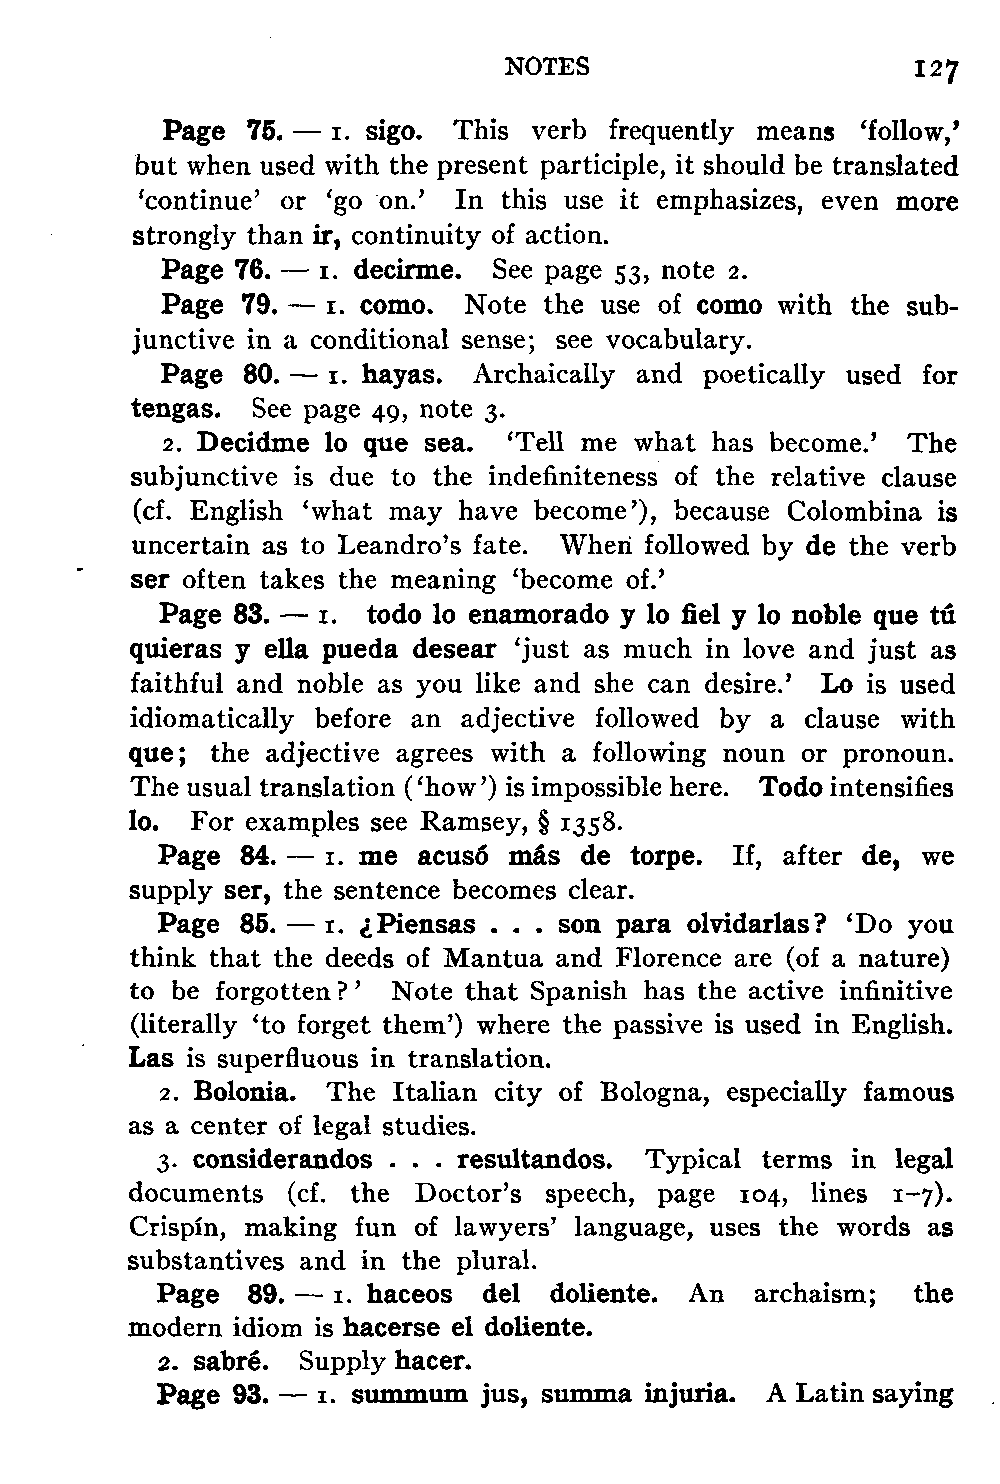 NOTES 127
Page 75. — 1. sigo. This verb frequently means ‘follow,’
but when used with the present participle, it should be translated
‘continue’ or ‘go on.’ In this use it emphasizes, even more
strongly than ir, continuity of action.
Page 76. — 1. decirme. See page 53, note 2.
Page 79. — 1. como. Note the use of como with the sub-
junctive in a conditional sense; see vocabulary.
Page 80. — 1. hayas. Archaically and poetically used for
tengas. See page 49, note 3.
2. Decidme lo que sea. ‘Tell me what has become.’ The
subjunctive is due to the indefiniteness of the relative clause
(cf. English ‘what may have become’), because Colombina is
uncertain as to Leandro’s fate. When followed by de the verb
ser often takes the meaning ‘become of.’
Page 83. — 1. todo lo enamorado y lo fiel y lo noble que tú
quieras y ella pueda desear ‘just as much in love and just as
faithful and noble as you like and she can desire.’ Lo is used
idiomatically before an adjective followed by a clause with
que; the adjective agrees with a following noun or pronoun.
The usual translation (‘how’) is impossible here. Todo intensifies
lo. For examples see Ramsey, § 1358.
Page 84. — 1. me acusó más de torpe. If, after de, we
supply ser, the sentence becomes clear.
Page 85. — 1. ¿Piensas . . . son para olvidarlas? ‘Do you
think that the deeds of Mantua and Florence are (of a nature)
to be forgotten?’ Note that Spanish has the active infinitive
(literally ‘to forget them’) where the passive is used in English.
Las is superfluous in translation.
2. Bolonia. The Italian city of Bologna, especially famous
as a center of legal studies.
3. considerandos . . . resultandos. Typical terms in legal
documents (cf. the Doctor’s speech, page 104, lines 1–7).
Crispín, making fun of lawyers’ language, uses the words as
substantives and in the plural.
Page 89. — 1. haceos del doliente. An archaism; the
modern idiom is hacerse el doliente.
2. sabré. Supply hacer.
Page 93. — 1. summum jus, summa injuria. A Latin saying